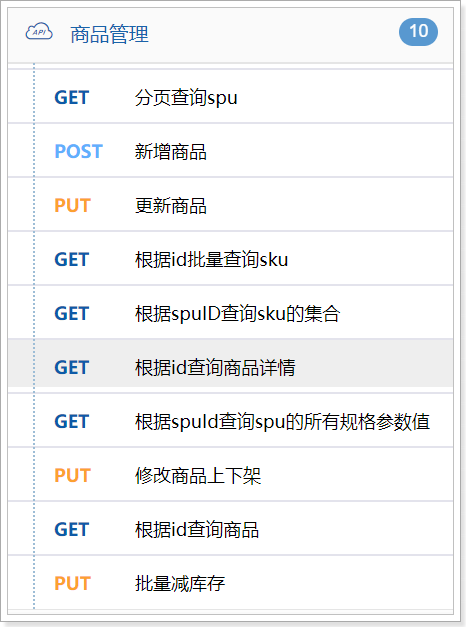 API 商品管理 10
GET 分页查询spu
POST 新增商品
PUT 更新商品
GET 根据id批量查询sku
GET 根据spuID查询sku的集合
GET 根据id查询商品详情
GET 根据spuId查询spu的所有规格参数值
PUT 修改商品上下架
GET 根据id查询商品
PUT 批量减库存